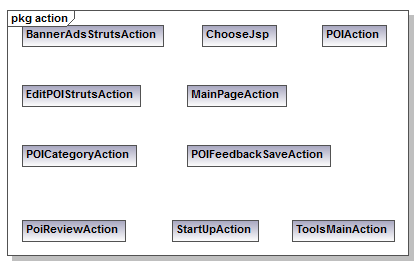 pkg action
BannerAdsStrutsAction
ChooseJsp
POIAction
EditPOIStrutsAction
MainPageAction
POICategoryAction
POIFeedbackSaveAction
PoiReviewAction
StartUpAction
ToolsMainAction